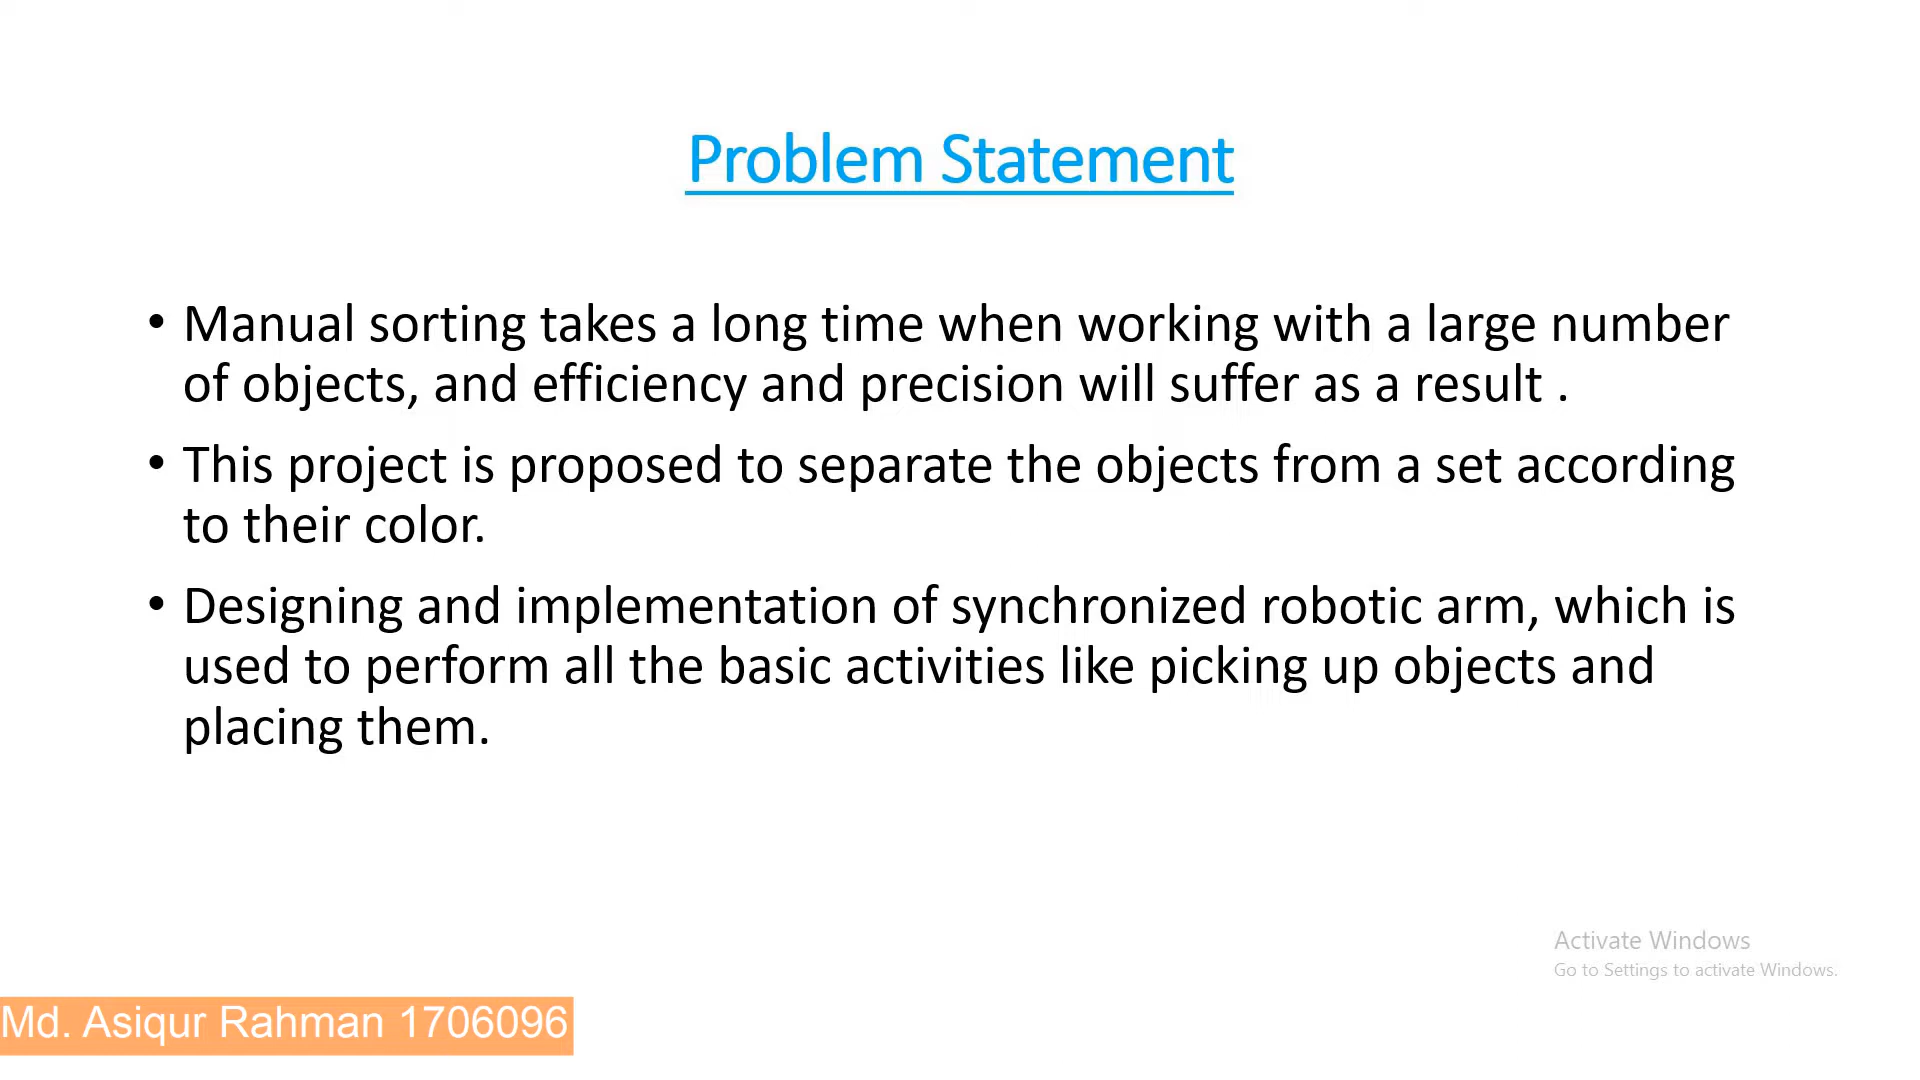 Problem Statement
• Manual sorting takes a long time when working with a large number
of objects, and efficiency and precision will suffer as a result .
• This project is proposed to separate the objects from a set according
to their color.
• Designing and implementation of synchronized robotic arm, which is
used to perform all the basic activities like picking up objects and
placing them.
Activate Windows
Go to Settings to activate Windows.
Md. Asiqur Rahman 1706096